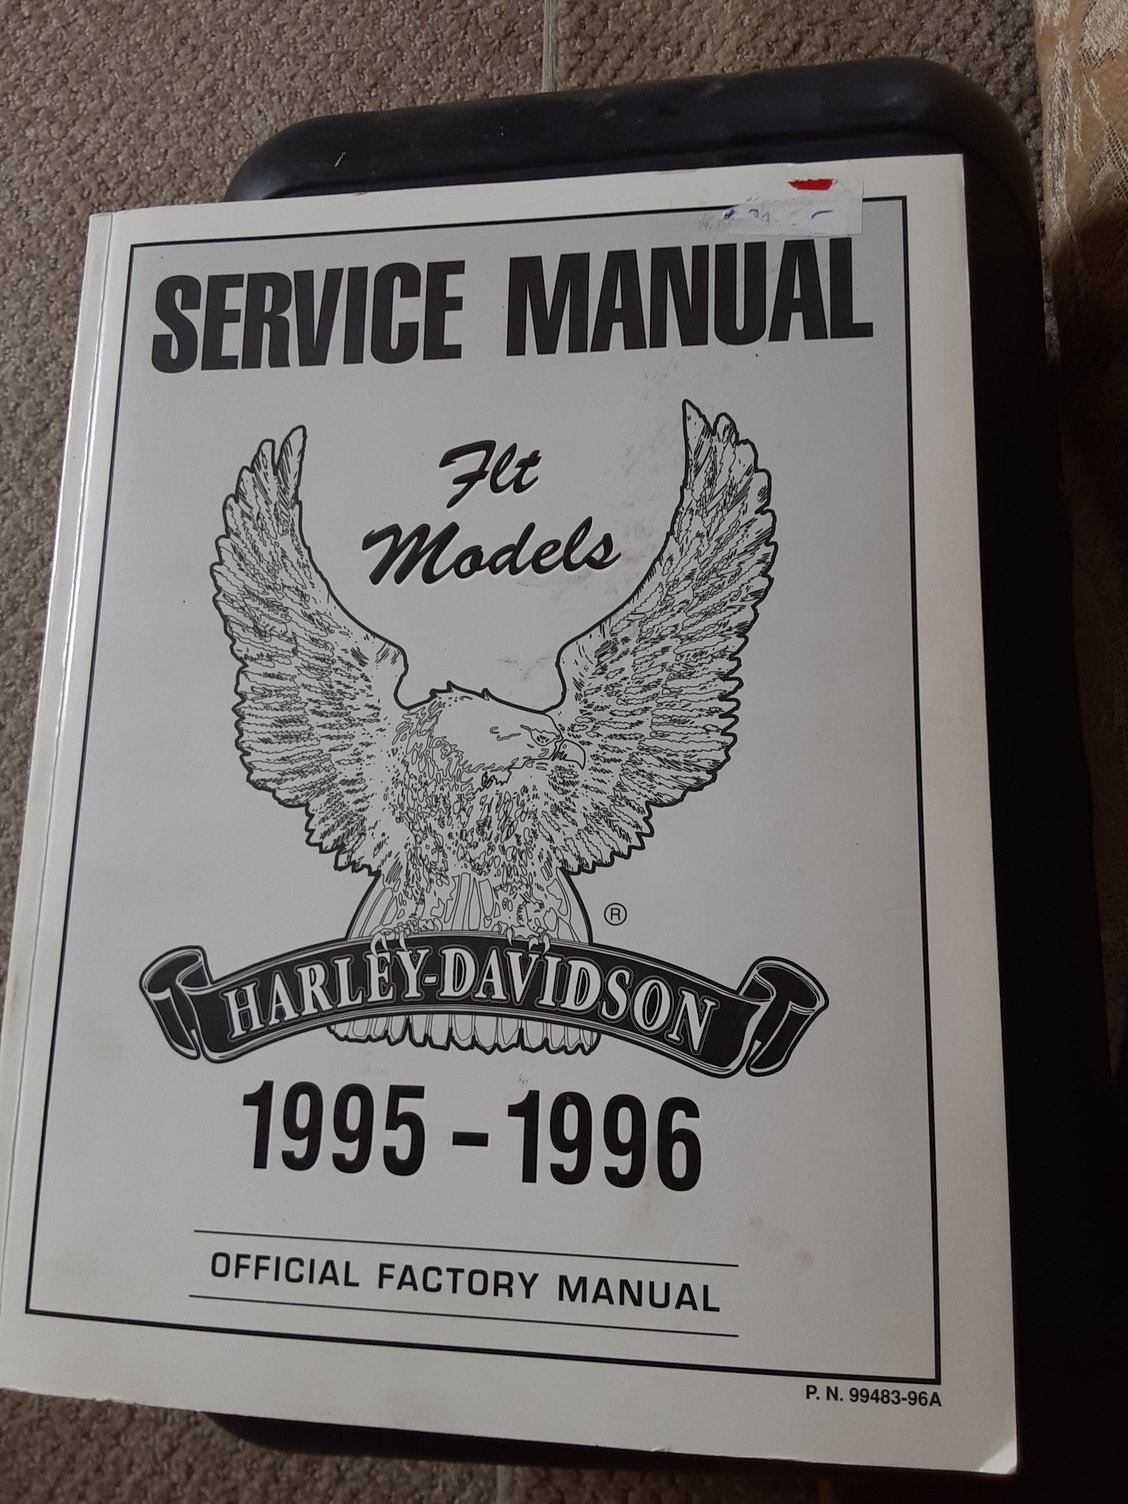 SERVICE MANUAL
Flt
Models
®
HARLEY-DAVIDSON
1995-1996
OFFICIAL FACTORY MANUAL
P. N. 99483-96A